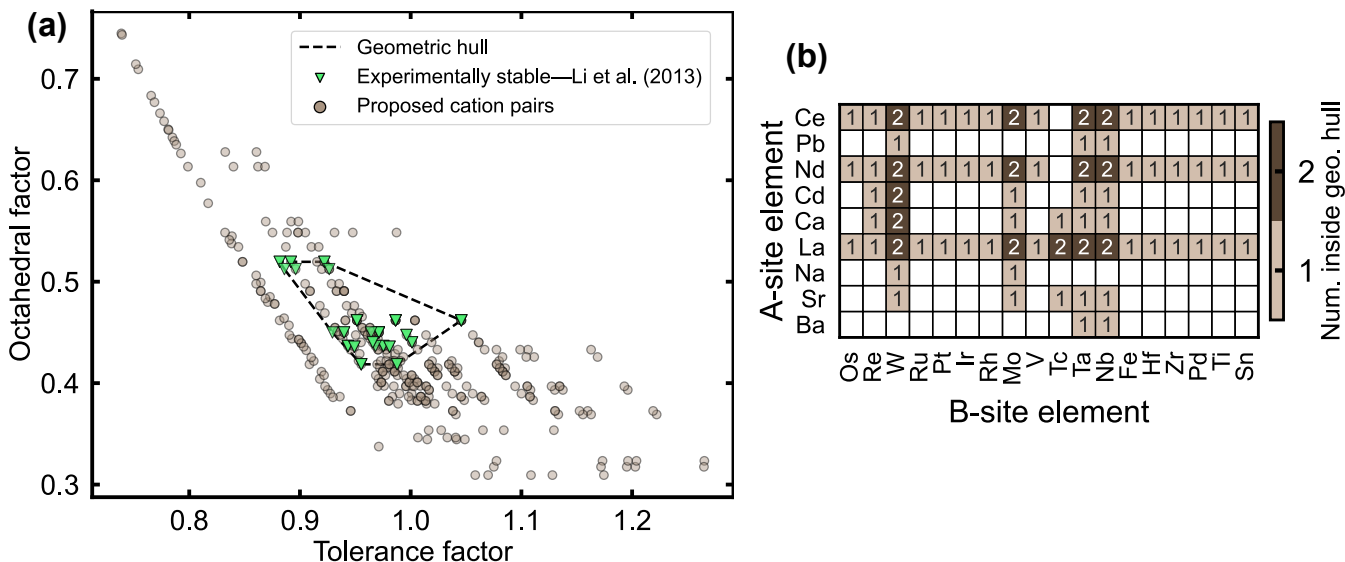 (a)
Geometric hull
Experimentally stable—Li et al. (2013)
Proposed cation pairs
Octahedral factor
0.7
0.6
0.5
0.4
0.3
0.8 0.9 1.0 1.1 1.2
Tolerance factor
(b)
A-site element
Ce 1 1 2 1 1 1 1 2 1 2 2 1 1 1 1 1 1
Pb 1 1 1
Nd 1 1 2 1 1 1 1 2 1 2 2 1 1 1 1 1 1
Cd 1 2 1 1 1
Ca 1 2 1 1 1 1
La 1 1 2 1 1 1 1 2 1 2 2 2 1 1 1 1 1 1
Na 1 1
Sr 1 1 1 1 1
Ba 1 1
Os Re W Ru Pt Ir Rh Mo V Tc Ta Nb Fe Hf Zr Pd Ti Sn
B-site element
2
1
Num. inside geo. hull